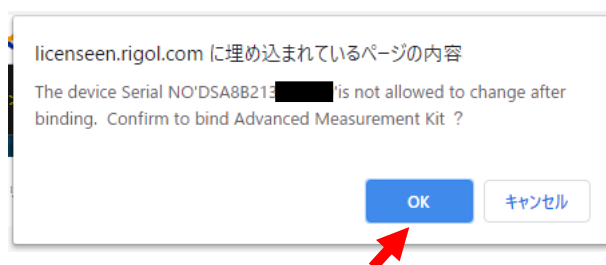 licenseen.rigol.com に埋め込まれているページの内容
The device Serial NO'DSA8B213 'is not allowed to change after
binding. Confirm to bind Advanced Measurement Kit ?
OK
キャンセル